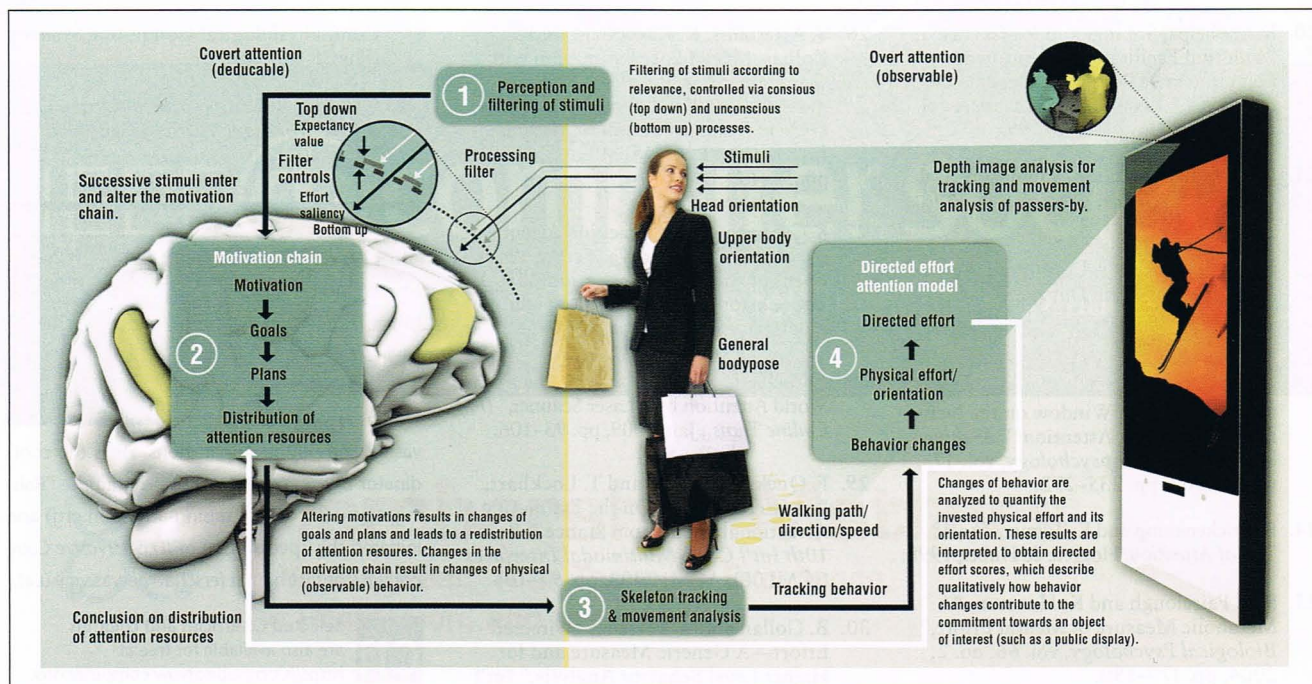 Covert attention
(deducable)
1
Perception and
filtering of stimuli
Filtering of stimuli according to
relevance, controlled via consious
(top down) and unconscious
(bottom up) processes.
Overt attention
(observable)
Top down
Expectancy
value
Filter
controls
Effort
saliency
Bottom up
Processing
filter
Successive stimuli enter
and alter the motivation
chain.
Stimuli
Head orientation
Upper body
orientation
General
bodypose
Walking path/
direction/speed
Depth image analysis for
tracking and movement
analysis of passers-by.
2
Motivation chain
Motivation
Goals
Plans
Distribution of
attention resources
Altering motivations results in changes of
goals and plans and leads to a redistribution
of attention resoures. Changes in the
motivation chain result in changes of physical
(observable) behavior.
Conclusion on distribution
of attention resources
3
Skeleton tracking
& movement analysis
Tracking behavior
4
Directed effort
attention model
Directed effort
Physical effort/
orientation
Behavior changes
Changes of behavior are
analyzed to quantify the
invested physical effort and its
orientation. These results are
interpreted to obtain directed
effort scores, which describe
qualitatively how behavior
changes contribute to the
commitment towards an object
of interest (such as a public display).